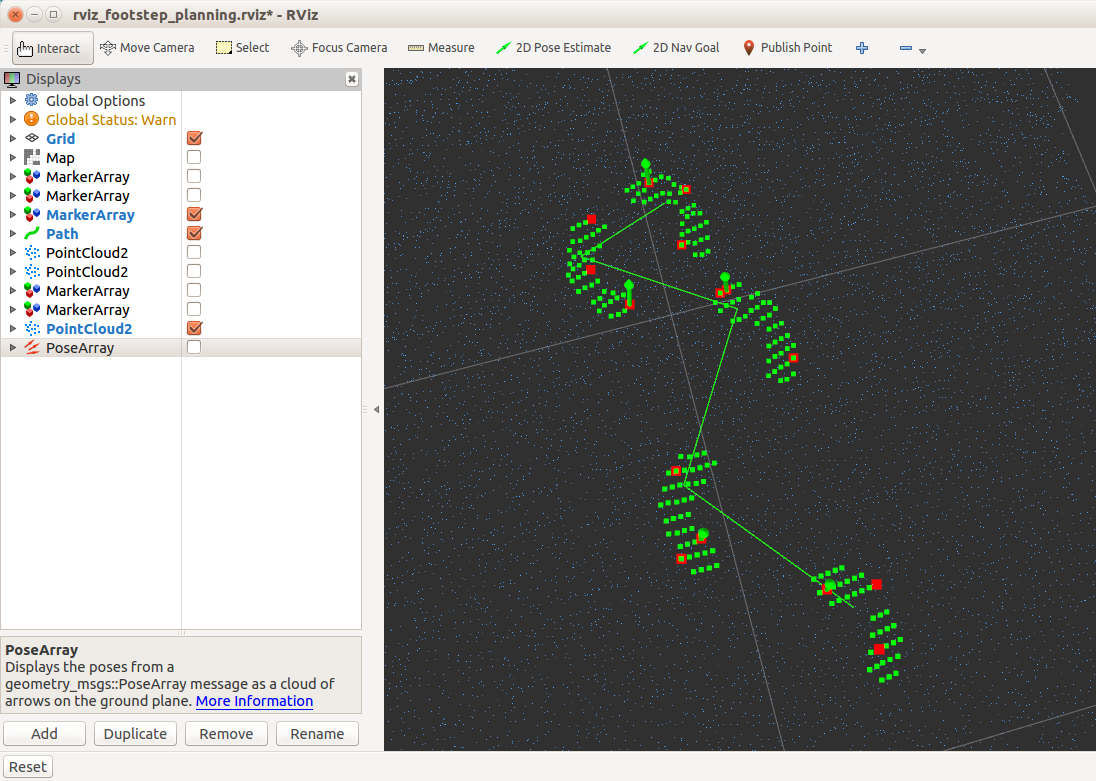 rviz_footstep_planning.rviz* - RViz
Interact Move Camera Select Focus Camera Measure 2D Pose Estimate 2D Nav Goal Publish Point
Displays
Global Options
Global Status: Warn
Grid
Map
MarkerArray
MarkerArray
MarkerArray
Path
PointCloud2
PointCloud2
MarkerArray
MarkerArray
PointCloud2
PoseArray
PoseArray
Displays the poses from a
geometry_msgs::PoseArray message as a cloud of
arrows on the ground plane. More Information
Add Duplicate Remove Rename
Reset